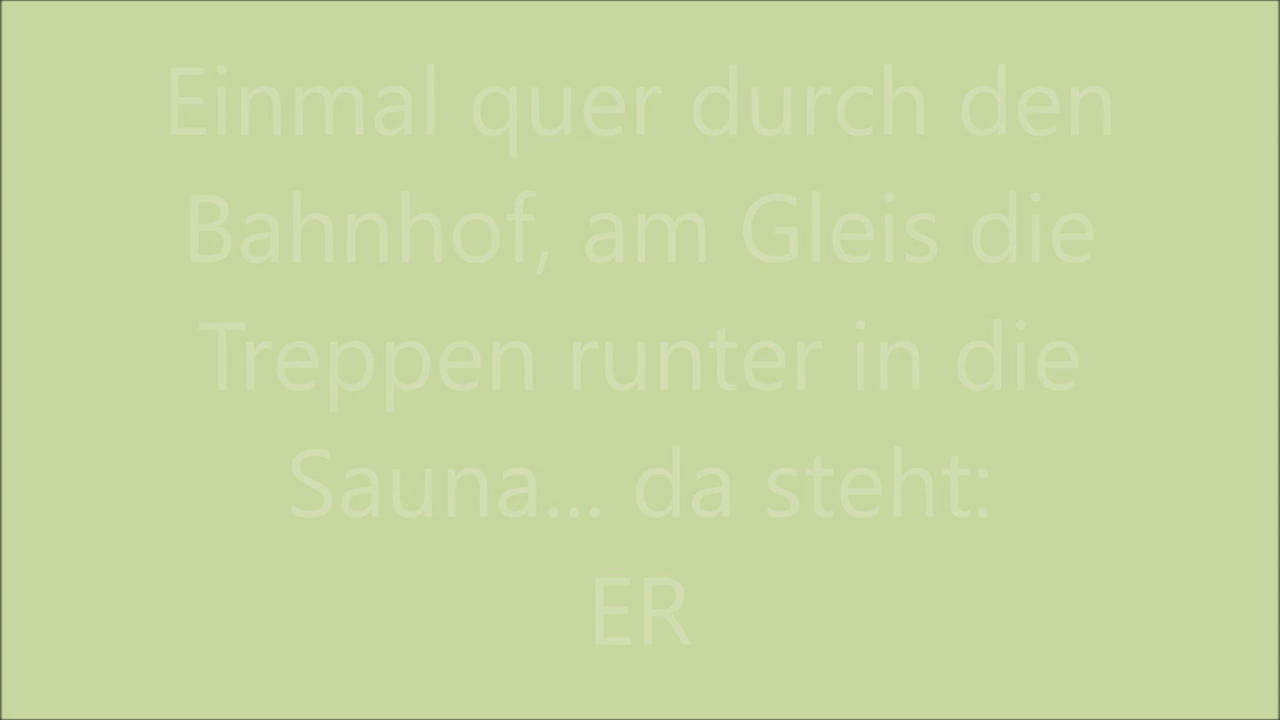 Einmal quer durch den
Bahnhof, am Gleis die
Treppen runter in die
Sauna... da steht:
ER